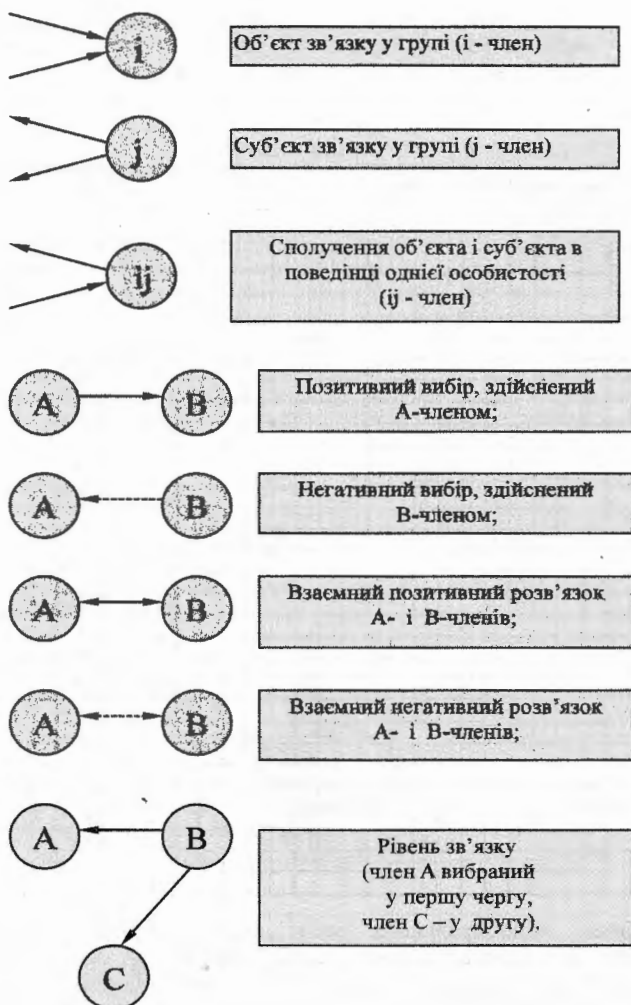 i
Об’єкт зв’язку у групі (i - член)
j
Суб’єкт зв’язку у групі (j - член)
ij
Сполучення об’єкта і суб’єкта в
поведінці однієї особистості
(ij - член)
A B
Позитивний вибір, здійснений
А-членом;
A B
Негативний вибір, здійснений
В-членом;
A B
Взаємний позитивний розв’язок
А- і В-членів;
A B
Взаємний негативний розв’язок
А- і В-членів;
A B
C
Рівень зв’язку
(член А вибраний
у першу чергу,
член С – у другу).